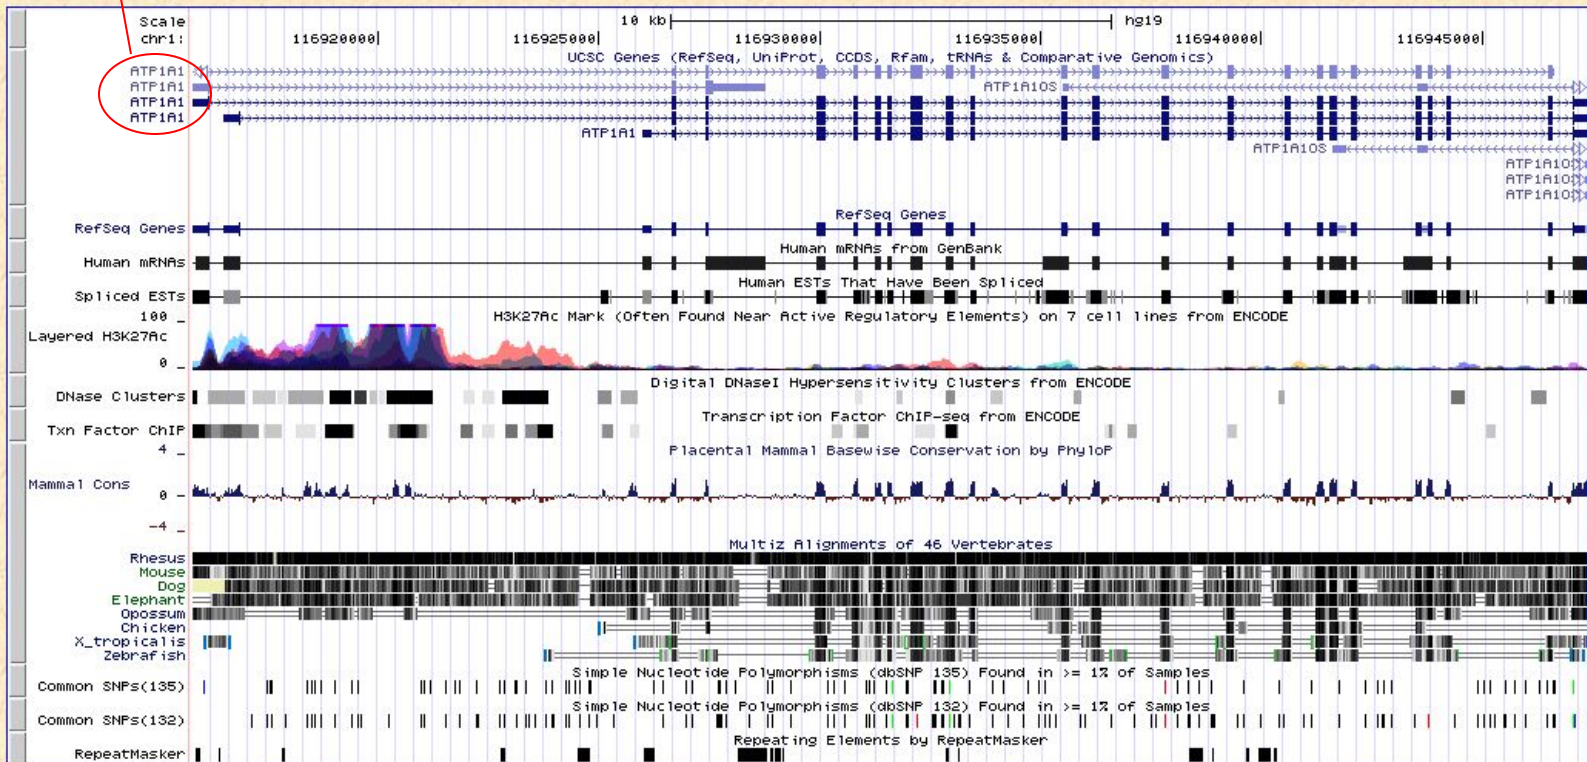 Scale 10 kb hg19
chr1: 116920000| 116925000| 116930000| 116935000| 116940000| 116945000|
UCSC Genes (RefSeq, UniProt, CCDS, Rfam, tRNAs & Comparative Genomics)
ATP1A1
ATP1A1 ATP1A1OS
ATP1A1
ATP1A1
ATP1A1
ATP1A1OS
ATP1A1O
ATP1A1O
ATP1A1O
RefSeq Genes
RefSeq Genes
Human mRNAs from GenBank
Human mRNAs
Human ESTs That Have Been Spliced
Spliced ESTs
100 _ H3K27Ac Mark (Often Found Near Active Regulatory Elements) on 7 cell lines from ENCODE
Layered H3K27Ac
0 _
Digital DNaseI Hypersensitivity Clusters from ENCODE
DNase Clusters
Transcription Factor ChIP-seq from ENCODE
Txn Factor ChIP
4 _ Placental Mammal Basewise Conservation by PhyloP
Mammal Cons
0 _
-4 _
Multiz Alignments of 46 Vertebrates
Rhesus
Mouse
Dog
Elephant
Opossum
Chicken
X_tropicalis
Zebrafish
Simple Nucleotide Polymorphisms (dbSNP 135) Found in >= 1% of Samples
Common SNPs(135)
Simple Nucleotide Polymorphisms (dbSNP 132) Found in >= 1% of Samples
Common SNPs(132)
Repeating Elements by RepeatMasker
RepeatMasker